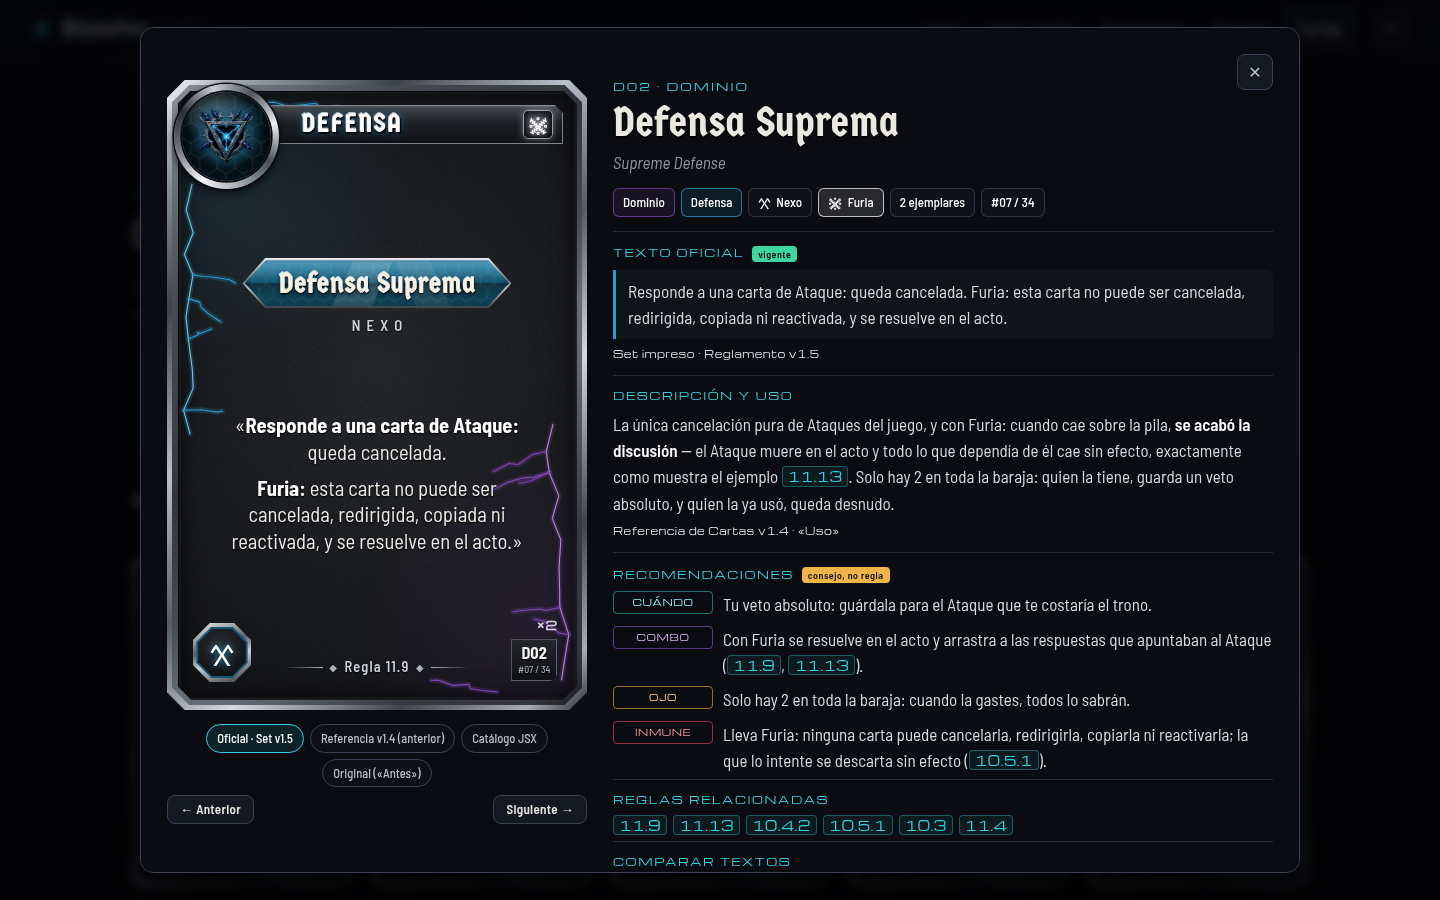 DEFENSA
Defensa Suprema
NEXO
«Responde a una carta de Ataque:
queda cancelada.
Furia: esta carta no puede ser
cancelada, redirigida, copiada ni
reactivada, y se resuelve en el acto.»
×2
Regla 11.9
D02
#07 / 34
Oficial · Set v1.5
Referencia v1.4 (anterior)
Catálogo JSX
Original («Antes»)
← Anterior
Siguiente →
×
D02 · DOMINIO
Defensa Suprema
Supreme Defense
Dominio Defensa Nexo Furia 2 ejemplares #07 / 34
TEXTO OFICIAL vigente
Responde a una carta de Ataque: queda cancelada. Furia: esta carta no puede ser cancelada,
redirigida, copiada ni reactivada, y se resuelve en el acto.
Set impreso · Reglamento v1.5
DESCRIPCIÓN Y USO
La única cancelación pura de Ataques del juego, y con Furia: cuando cae sobre la pila, se acabó la
discusión — el Ataque muere en el acto y todo lo que dependía de él cae sin efecto, exactamente
como muestra el ejemplo 11.13. Solo hay 2 en toda la baraja: quien la tiene, guarda un veto
absoluto, y quien la ya usó, queda desnudo.
Referencia de Cartas v1.4 · «Uso»
RECOMENDACIONES consejo, no regla
CUÁNDO Tu veto absoluto: guárdala para el Ataque que te costaría el trono.
COMBO Con Furia se resuelve en el acto y arrastra a las respuestas que apuntaban al Ataque
(11.9, 11.13).
OJO Solo hay 2 en toda la baraja: cuando la gastes, todos lo sabrán.
INMUNE Lleva Furia: ninguna carta puede cancelarla, redirigirla, copiarla ni reactivarla; la
que lo intente se descarta sin efecto (10.5.1).
REGLAS RELACIONADAS
11.9 11.13 10.4.2 10.5.1 10.3 11.4
COMPARAR TEXTOS